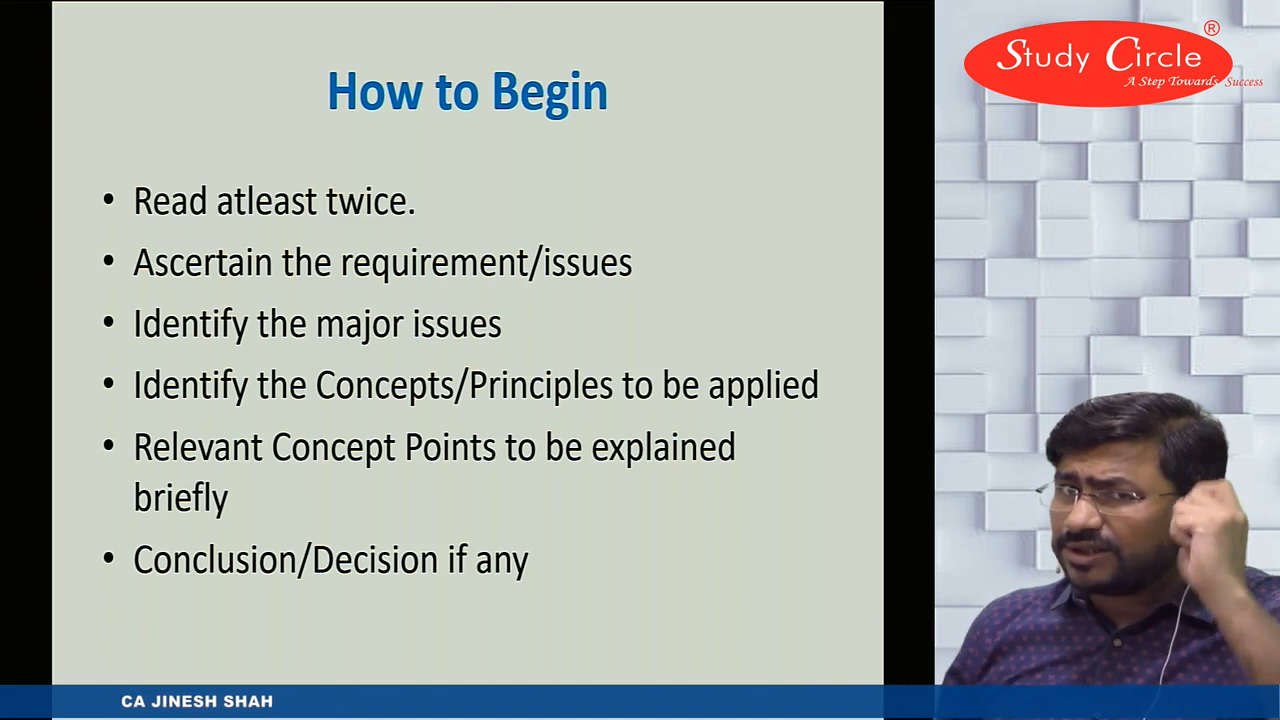 How to Begin
• Read atleast twice.
• Ascertain the requirement/issues
• Identify the major issues
• Identify the Concepts/Principles to be applied
• Relevant Concept Points to be explained
briefly
• Conclusion/Decision if any
Study Circle ®
A Step Towards Success
CA JINESH SHAH